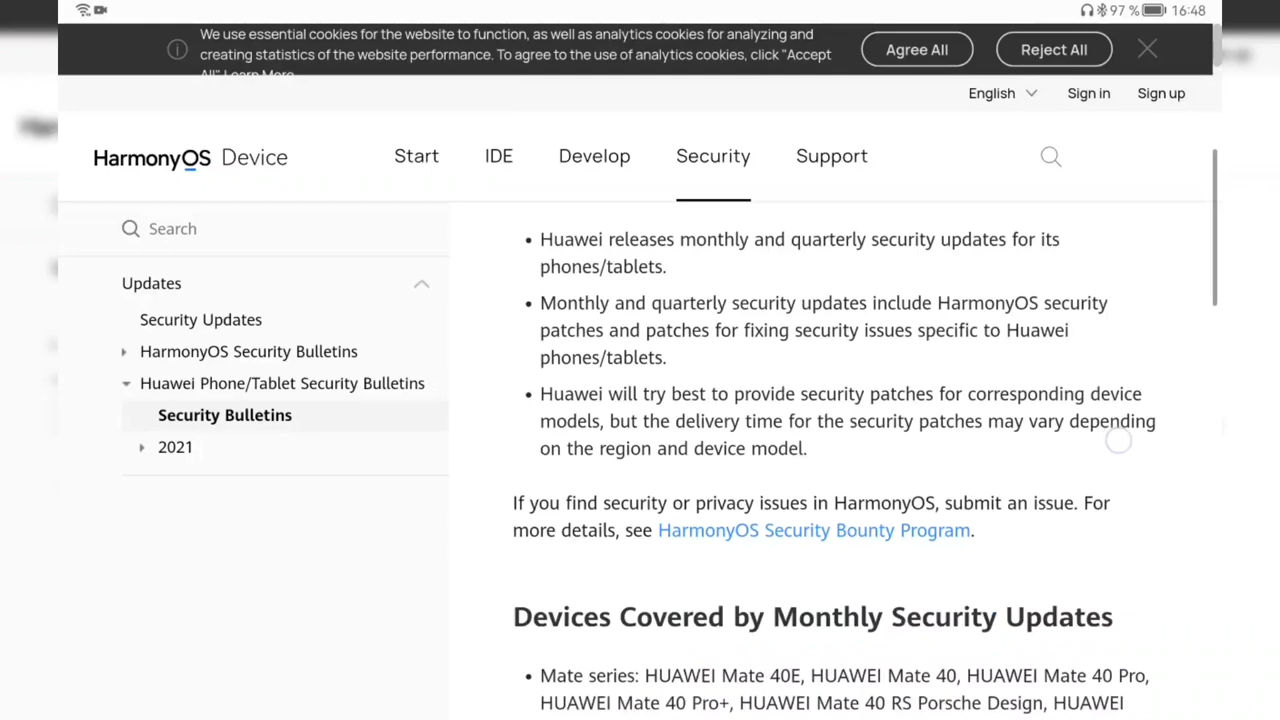 97 % 16:48
We use essential cookies for the website to function, as well as analytics cookies for analyzing and
creating statistics of the website performance. To agree to the use of analytics cookies, click "Accept
All" Learn More
Agree All
Reject All
English
Sign in
Sign up
HarmonyOS Device
Start
IDE
Develop
Security
Support
Search
Updates
Security Updates
HarmonyOS Security Bulletins
Huawei Phone/Tablet Security Bulletins
Security Bulletins
2021
• Huawei releases monthly and quarterly security updates for its
phones/tablets.
• Monthly and quarterly security updates include HarmonyOS security
patches and patches for fixing security issues specific to Huawei
phones/tablets.
• Huawei will try best to provide security patches for corresponding device
models, but the delivery time for the security patches may vary depending
on the region and device model.
If you find security or privacy issues in HarmonyOS, submit an issue. For
more details, see HarmonyOS Security Bounty Program.
Devices Covered by Monthly Security Updates
• Mate series: HUAWEI Mate 40E, HUAWEI Mate 40, HUAWEI Mate 40 Pro,
HUAWEI Mate 40 Pro+, HUAWEI Mate 40 RS Porsche Design, HUAWEI